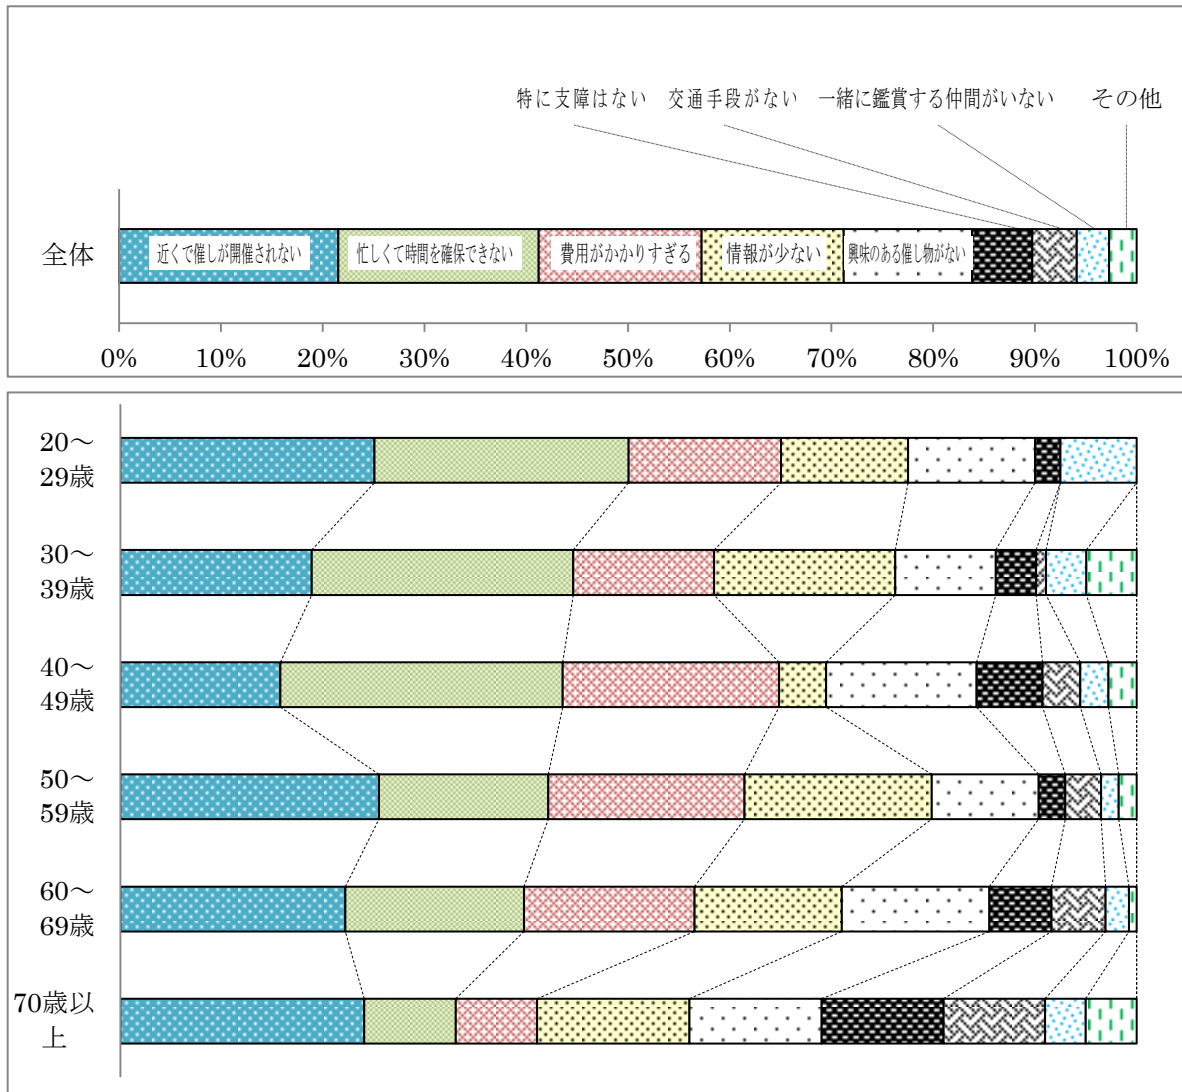 特に支障はない 交通手段がない 一緒に鑑賞する仲間がいない その他
全体 近くで催しが開催されない 忙しくて時間を確保できない 費用がかかりすぎる 情報が少ない 興味のある催し物がない
0% 10% 20% 30% 40% 50% 60% 70% 80% 90% 100%
20～
29歳
30～
39歳
40～
49歳
50～
59歳
60～
69歳
70歳以
上